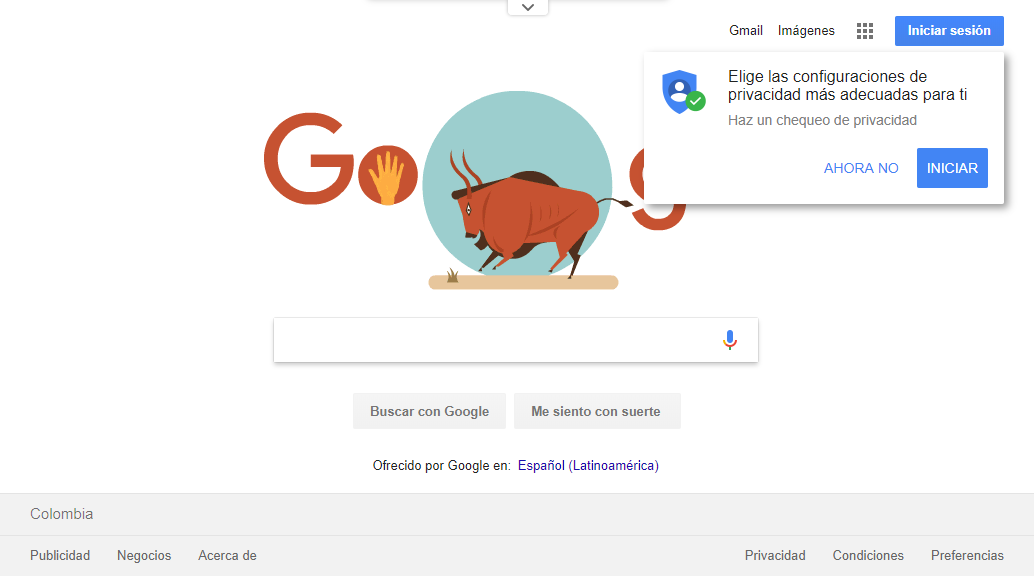 Gmail Imágenes Iniciar sesión
Elige las configuraciones de
privacidad más adecuadas para ti
Haz un chequeo de privacidad
AHORA NO INICIAR
Go g
Buscar con Google Me siento con suerte
Ofrecido por Google en: Español (Latinoamérica)
Colombia
Publicidad Negocios Acerca de Privacidad Condiciones Preferencias